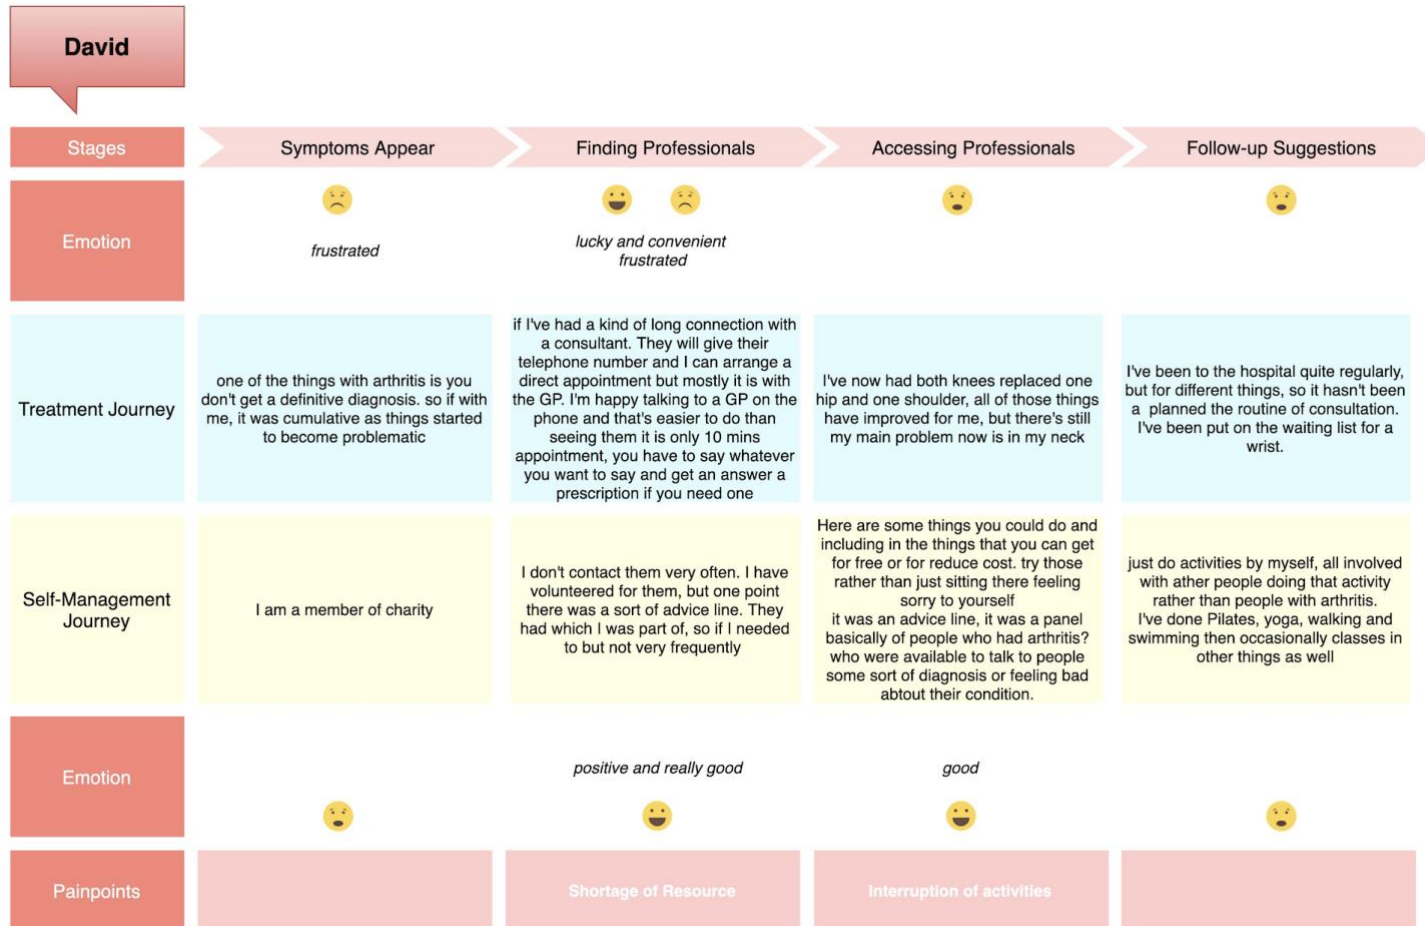 David
Stages
Symptoms Appear
Finding Professionals
Accessing Professionals
Follow-up Suggestions
Emotion
frustrated
lucky and convenient
frustrated
Treatment Journey
one of the things with arthritis is you
don't get a definitive diagnosis. so if with
me, it was cumulative as things started
to become problematic
if I've had a kind of long connection with
a consultant. They will give their
telephone number and I can arrange a
direct appointment but mostly it is with
the GP. I'm happy talking to a GP on the
phone and that's easier to do than
seeing them it is only 10 mins
appointment, you have to say whatever
you want to say and get an answer a
prescription if you need one
I've now had both knees replaced one
hip and one shoulder, all of those things
have improved for me, but there's still
my main problem now is in my neck
I've been to the hospital quite regularly,
but for different things, so it hasn't been
a planned the routine of consultation.
I've been put on the waiting list for a
wrist.
Self-Management
Journey
I am a member of charity
I don't contact them very often. I have
volunteered for them, but one point
there was a sort of advice line. They
had which I was part of, so if I needed
to but not very frequently
Here are some things you could do and
including in the things that you can get
for free or for reduce cost. try those
rather than just sitting there feeling
sorry to yourself
it was an advice line, it was a panel
basically of people who had arthritis?
who were available to talk to people
some sort of diagnosis or feeling bad
abtout their condition.
just do activities by myself, all involved
with ather people doing that activity
rather than people with arthritis.
I've done Pilates, yoga, walking and
swimming then occasionally classes in
other things as well
Emotion
positive and really good
good
Painpoints
Shortage of Resource
Interruption of activities